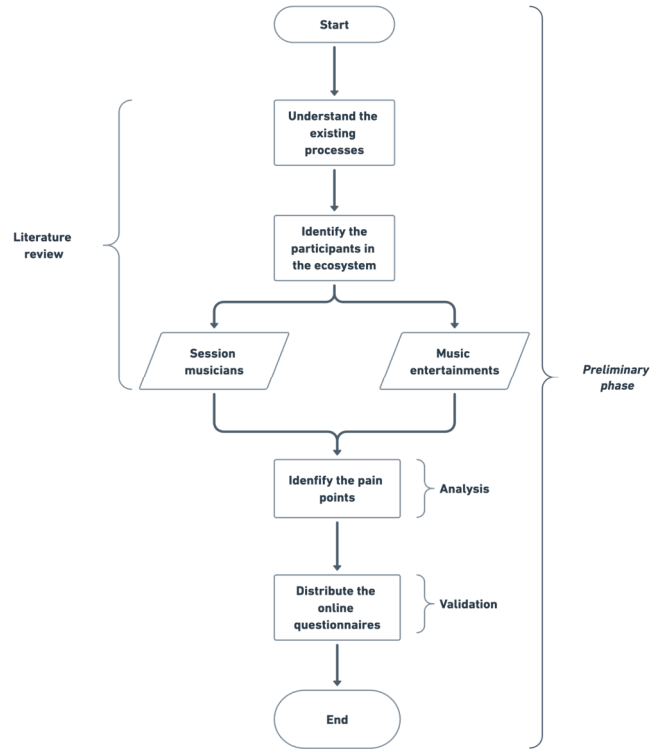 Start
Understand the
existing
processes
Literature
review
Identify the
participants in
the ecosystem
Session
musicians
Music
entertainments
Preliminary
phase
Idenfify the pain
points
Analysis
Distribute the
online
questionnaires
Validation
End